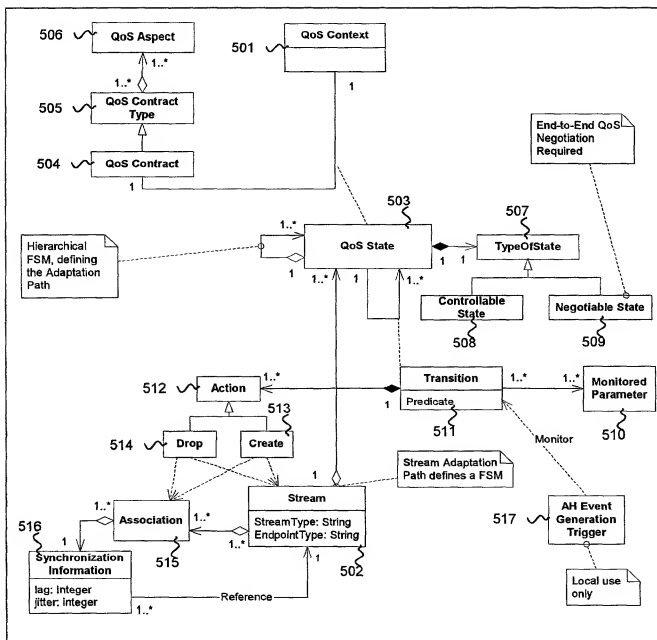 506
QoS Aspect
1..*
505
QoS Contract
Type
504
QoS Contract
1
501
QoS Context
1
End-to-End QoS
Negotiation
Required
503
QoS State
1..*
1
1..*
1
1..*
1
1
507
TypeOfState
Controllable
State
508
Negotiable State
509
Hierarchical
FSM, defining
the Adaptation
Path
512
Action
1..*
1
Transition
Predicate
511
1..*
1..*
Monitored
Parameter
510
Monitor
513
514
Drop
Create
Stream Adaptation
Path defines a FSM
517
AH Event
Generation
Trigger
Local use
only
1
Stream
StreamType: String
EndpointType: String
502
1
1..*
Association
515
1..*
1..*
516
1
Synchronization
Information
lag: Integer
jitter: integer
1..*
Reference